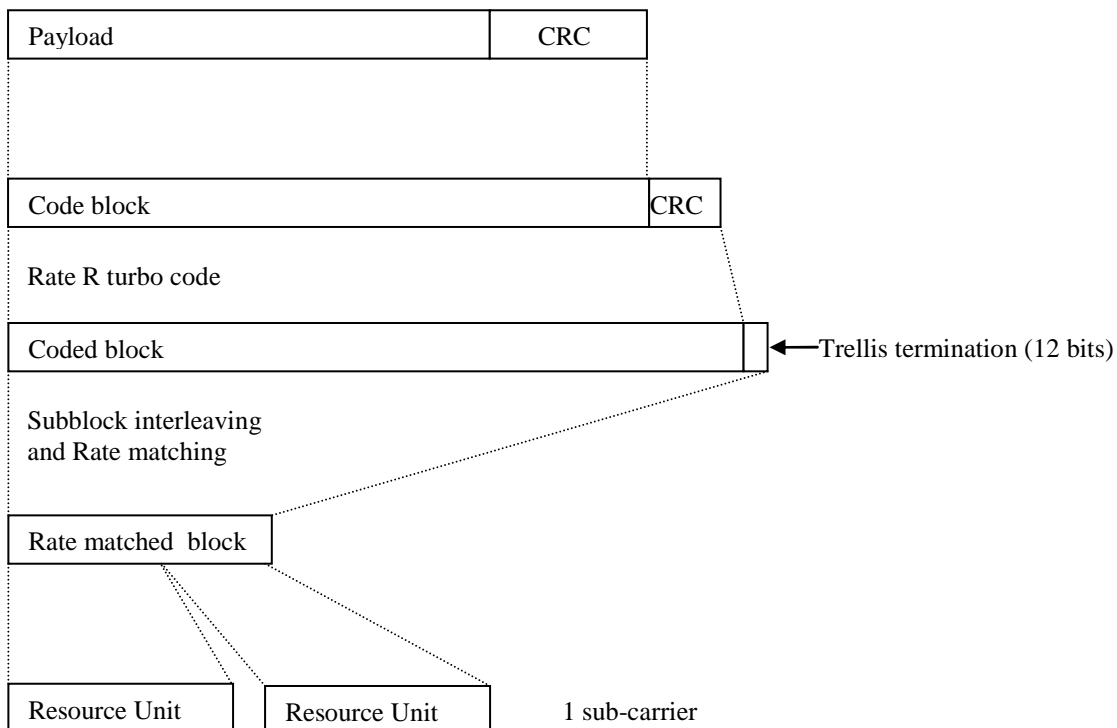 Payload CRC
Code block CRC
Rate R turbo code
Coded block Trellis termination (12 bits)
Subblock interleaving
and Rate matching
Rate matched block
Resource Unit Resource Unit 1 sub-carrier